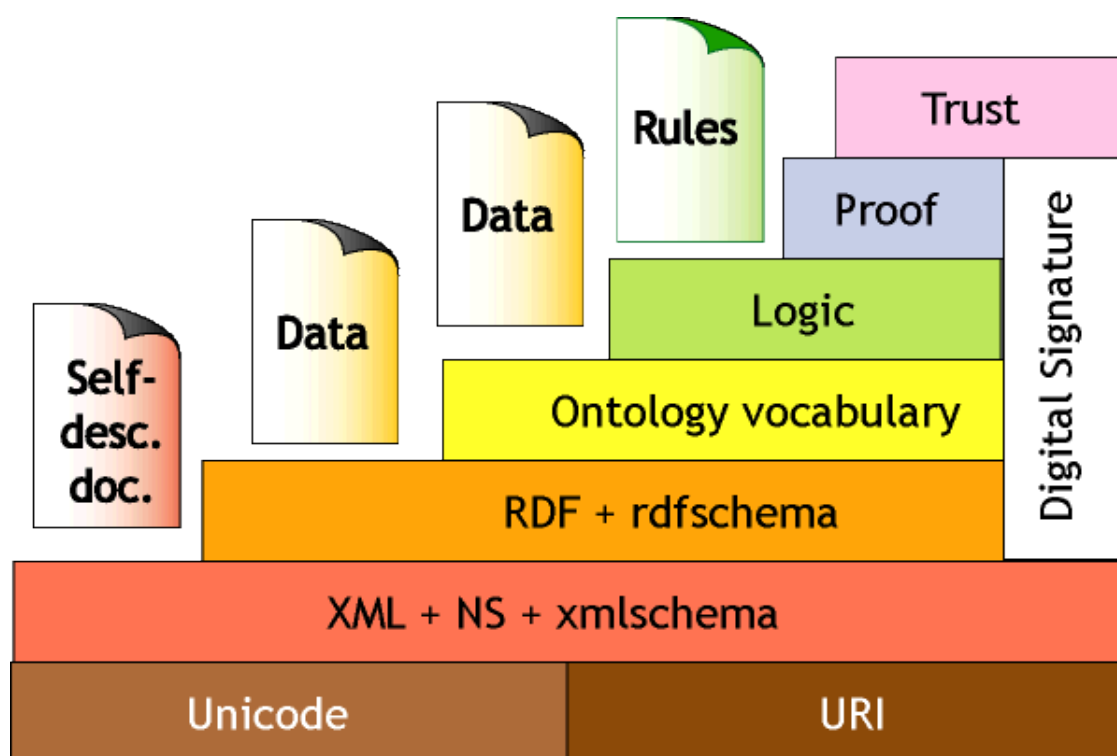 Rules
Trust
Data
Proof
Data
Logic
Self-
desc.
doc.
Ontology vocabulary
Digital Signature
RDF + rdfschema
XML + NS + xmlschema
Unicode
URI